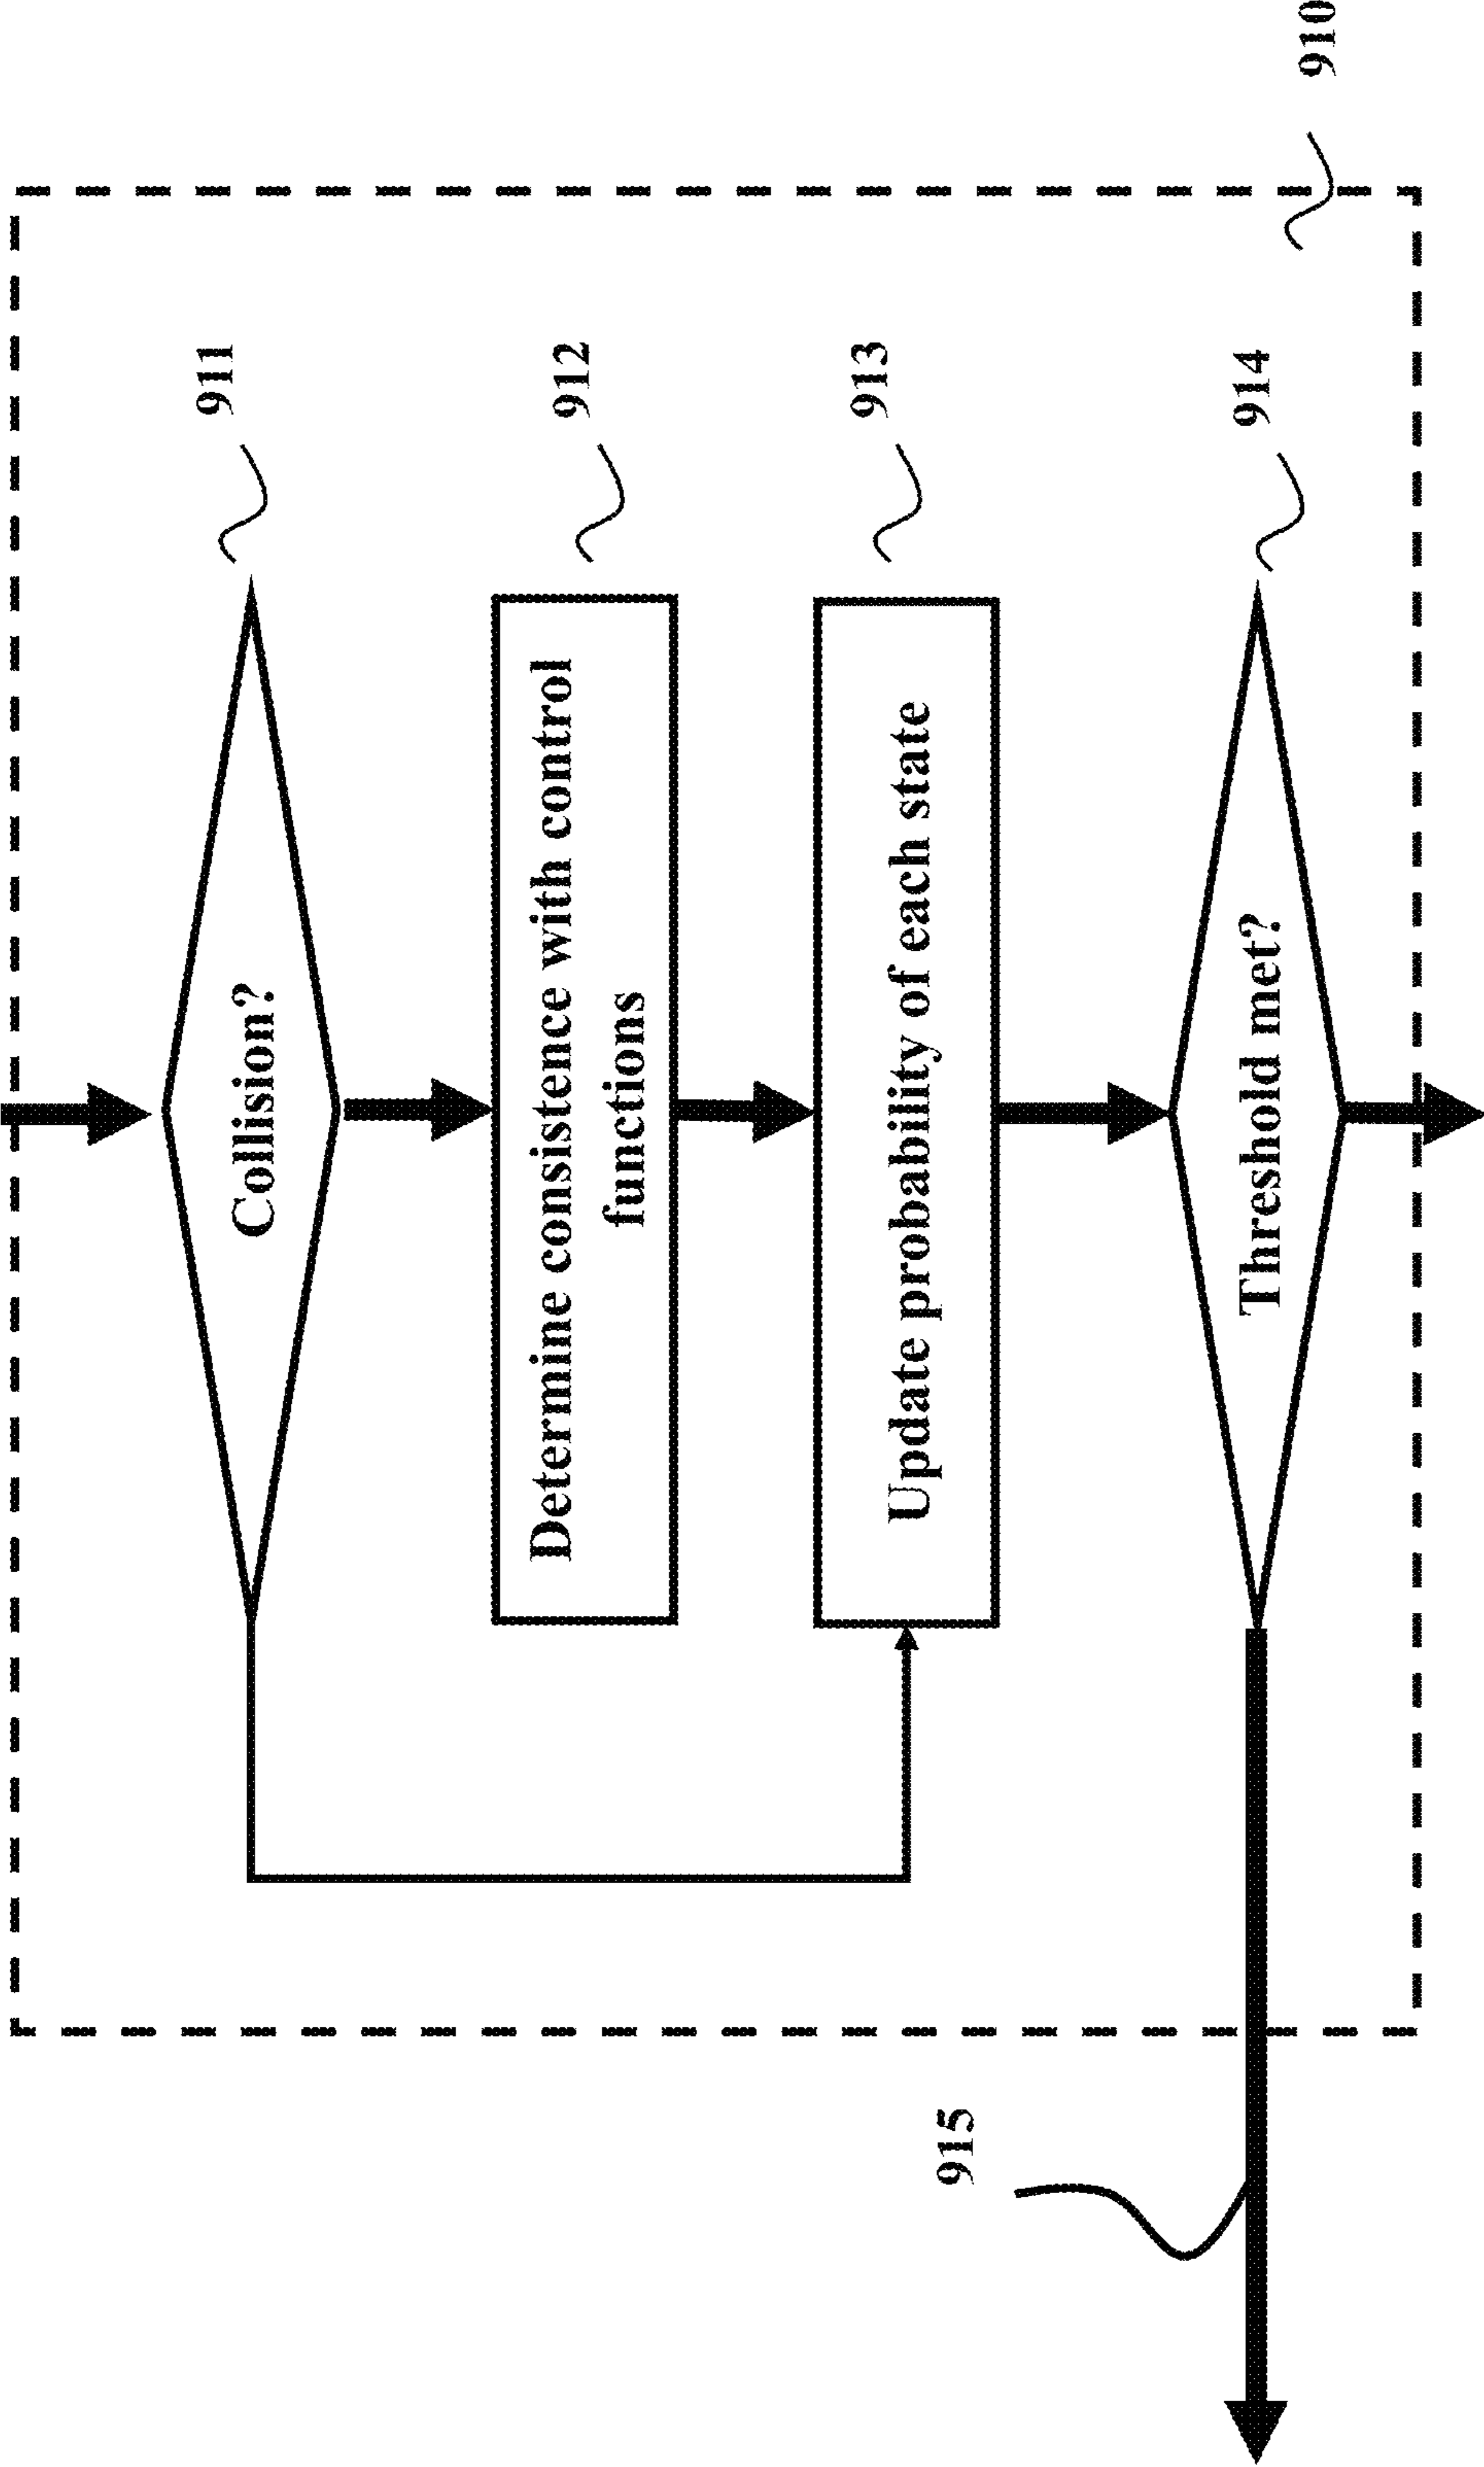 910
911
Collision?
912
Determine consistence with control
functions
913
Update probability of each state
914
Threshold met?
915